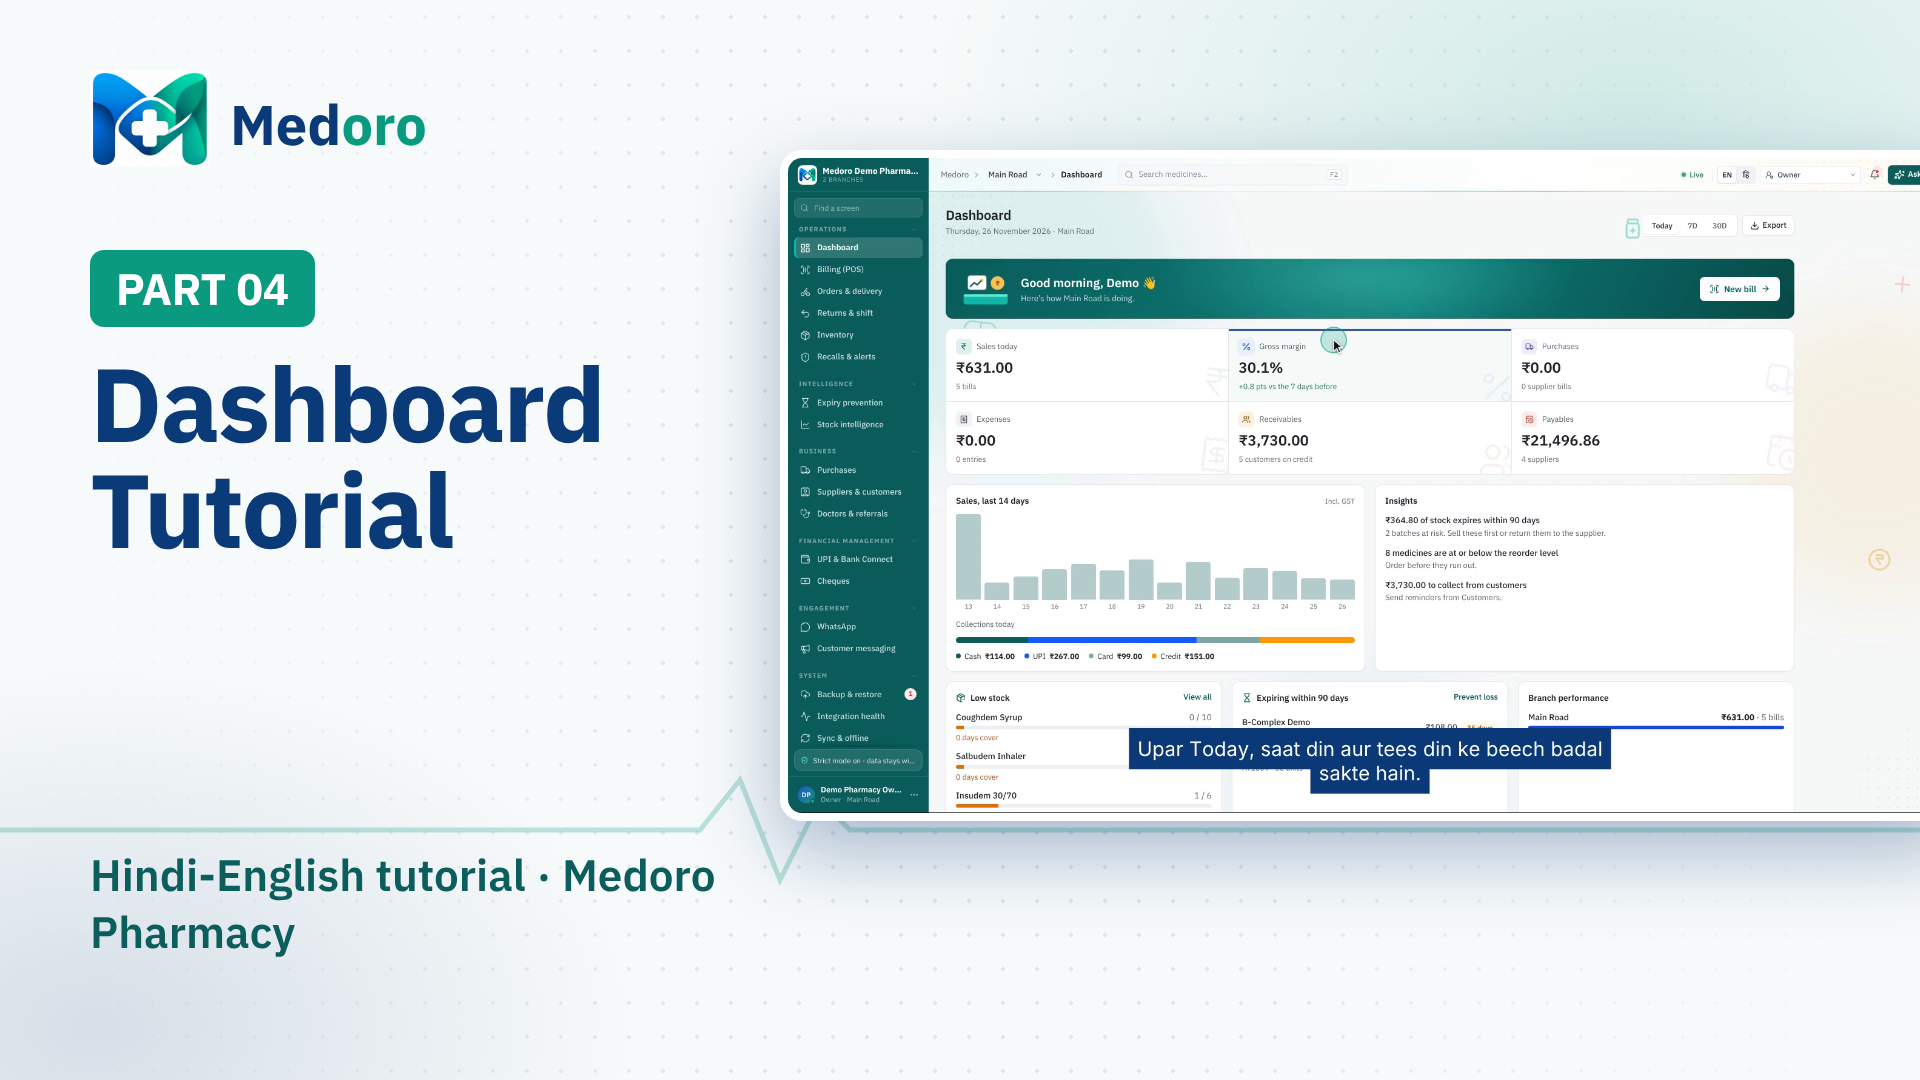 Medoro
PART 04
Dashboard
Tutorial
Hindi-English tutorial · Medoro
Pharmacy
Medoro Demo Pharma...
2 BRANCHES
Find a screen
OPERATIONS
Dashboard
Billing (POS)
Orders & delivery
Returns & shift
Inventory
Recalls & alerts
INTELLIGENCE
Expiry prevention
Stock intelligence
BUSINESS
Purchases
Suppliers & customers
Doctors & referrals
FINANCIAL MANAGEMENT
UPI & Bank Connect
Cheques
ENGAGEMENT
WhatsApp
Customer messaging
SYSTEM
Backup & restore 1
Integration health
Sync & offline
Strict mode on · data stays wi...
DP Demo Pharmacy Ow...
Owner · Main Road
Medoro Main Road Dashboard Search medicines... F2 Live EN Owner Ask
Dashboard
Thursday, 26 November 2026 · Main Road
Today 7D 30D Export
Good morning, Demo 👋
Here's how Main Road is doing.
New bill →
Sales today
₹631.00
5 bills
Gross margin
30.1%
+0.8 pts vs the 7 days before
Purchases
₹0.00
0 supplier bills
Expenses
₹0.00
0 entries
Receivables
₹3,730.00
5 customers on credit
Payables
₹21,496.86
4 suppliers
Sales, last 14 days Incl. GST
13 14 15 16 17 18 19 20 21 22 23 24 25 26
Collections today
Cash ₹114.00 UPI ₹267.00 Card ₹99.00 Credit ₹151.00
Insights
₹364.80 of stock expires within 90 days
2 batches at risk. Sell these first or return them to the supplier.
8 medicines are at or below the reorder level
Order before they run out.
₹3,730.00 to collect from customers
Send reminders from Customers.
Low stock View all
Coughdem Syrup 0 / 10
0 days cover
Salbudem Inhaler
0 days cover
Insudem 30/70 1 / 6
Expiring within 90 days Prevent loss
B-Complex Demo
Branch performance
Main Road ₹631.00 · 5 bills
Upar Today, saat din aur tees din ke beech badal
sakte hain.